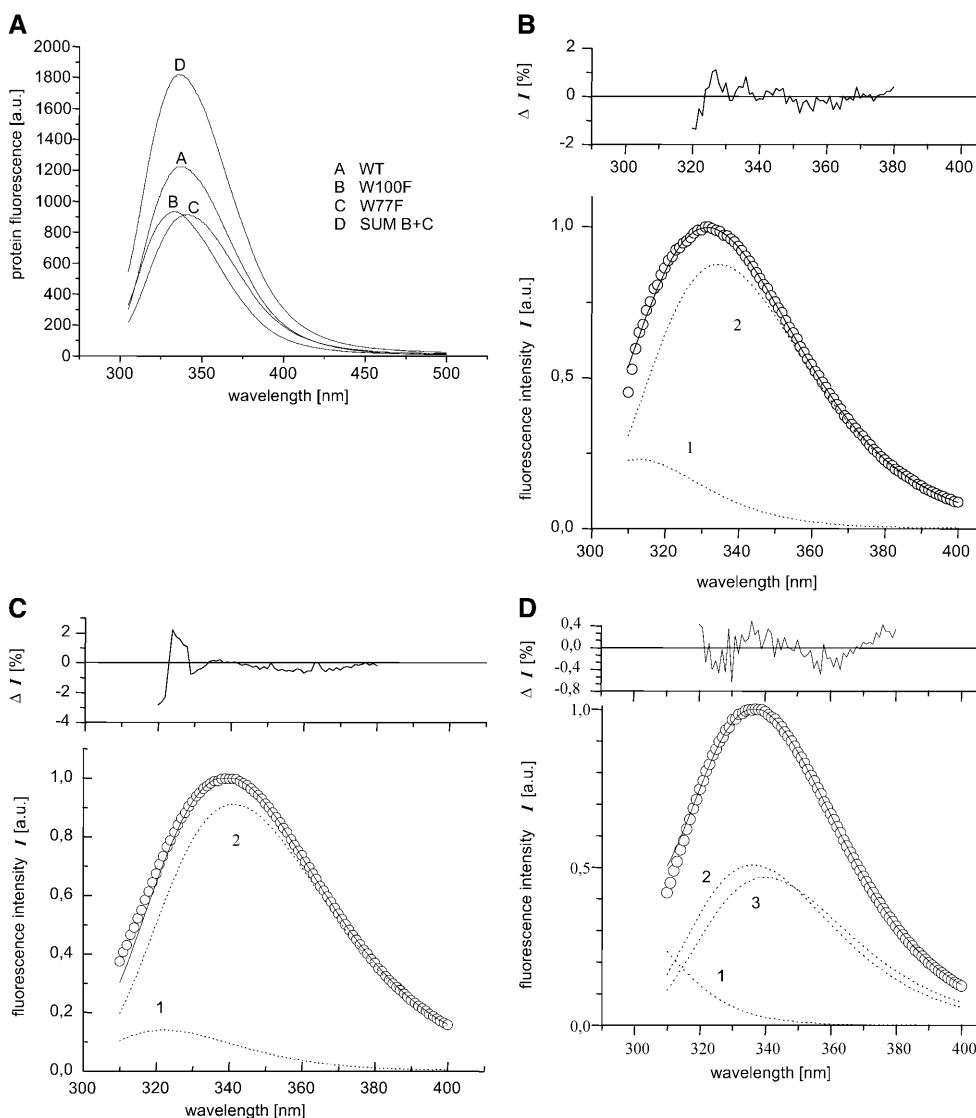 A
2000
1800
1600
1400
1200
1000
800
600
400
200
0
protein fluorescence [a.u.]
D
A
B
C
A WT
B W100F
C W77F
D SUM B+C
300 350 400 450 500
wavelength [nm]
B
2
0
-2
Δ I [%]
300 320 340 360 380 400
1,0
0,5
0,0
fluorescence intensity I [a.u.]
2
1
300 320 340 360 380 400
wavelength [nm]
C
2
0
-2
-4
Δ I [%]
1,0
0,8
0,6
0,4
0,2
0,0
fluorescence intensity I [a.u.]
2
1
300 320 340 360 380 400
wavelength [nm]
D
0,4
0,0
-0,4
-0,8
Δ I [%]
1,0
0,5
0,0
fluorescence intensity I [a.u.]
2
3
1
300 320 340 360 380 400
wavelength [nm]